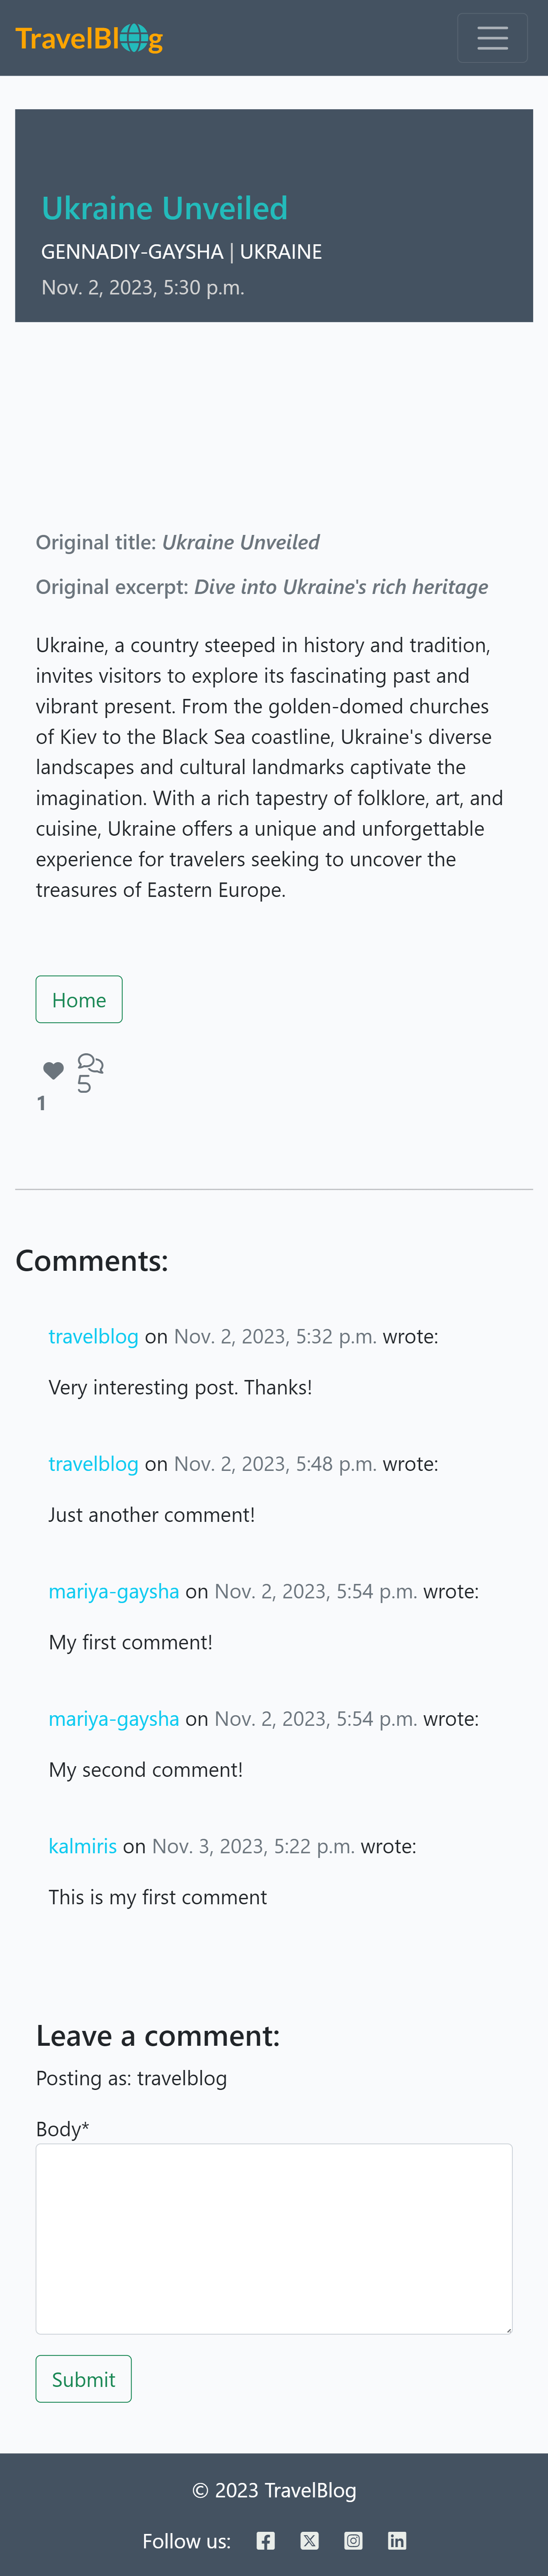 TravelBlog
Ukraine Unveiled
GENNADIY-GAYSHA | UKRAINE
Nov. 2, 2023, 5:30 p.m.
Original title: Ukraine Unveiled
Original excerpt: Dive into Ukraine's rich heritage
Ukraine, a country steeped in history and tradition,
invites visitors to explore its fascinating past and
vibrant present. From the golden-domed churches
of Kiev to the Black Sea coastline, Ukraine's diverse
landscapes and cultural landmarks captivate the
imagination. With a rich tapestry of folklore, art, and
cuisine, Ukraine offers a unique and unforgettable
experience for travelers seeking to uncover the
treasures of Eastern Europe.
Home
5
1
Comments:
travelblog on Nov. 2, 2023, 5:32 p.m. wrote:
Very interesting post. Thanks!
travelblog on Nov. 2, 2023, 5:48 p.m. wrote:
Just another comment!
mariya-gaysha on Nov. 2, 2023, 5:54 p.m. wrote:
My first comment!
mariya-gaysha on Nov. 2, 2023, 5:54 p.m. wrote:
My second comment!
kalmiris on Nov. 3, 2023, 5:22 p.m. wrote:
This is my first comment
Leave a comment:
Posting as: travelblog
Body*
Submit
© 2023 TravelBlog
Follow us: